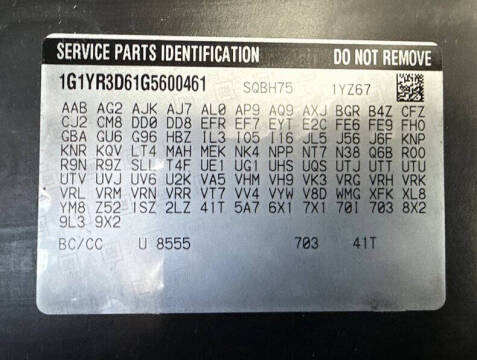 SERVICE PARTS IDENTIFICATION DO NOT REMOVE
1G1YR3D61G5600461 SQBH75 1YZ67
AAB AG2 AJK AJ7 AL0 AP9 AQ9 AXJ BGR B4Z CFZ
CJ2 CM8 DD0 DD8 EFR EF7 EYT E2C FE6 FE9 FHO
GBA GU6 G96 HBZ IL3 IO5 I16 JL5 J56 J6F KNP
KNR KQV LT4 MAH MEK NK4 NPP NT7 N38 Q6B ROO
R9N R9Z SLI T4F UE1 UG1 UHS UQS UTJ UTT UTU
UTV UVJ UV6 U2K VA5 VHM VH9 VK3 VRG VRH VRK
VRL VRM VRN VRR VT7 VV4 VYW V8D WMG XFK XL8
YM8 Z52 1SZ 2LZ 41T 5A7 6X1 7X1 70I 703 8X2
9L3 9X2
BC/CC U 8555 703 41T